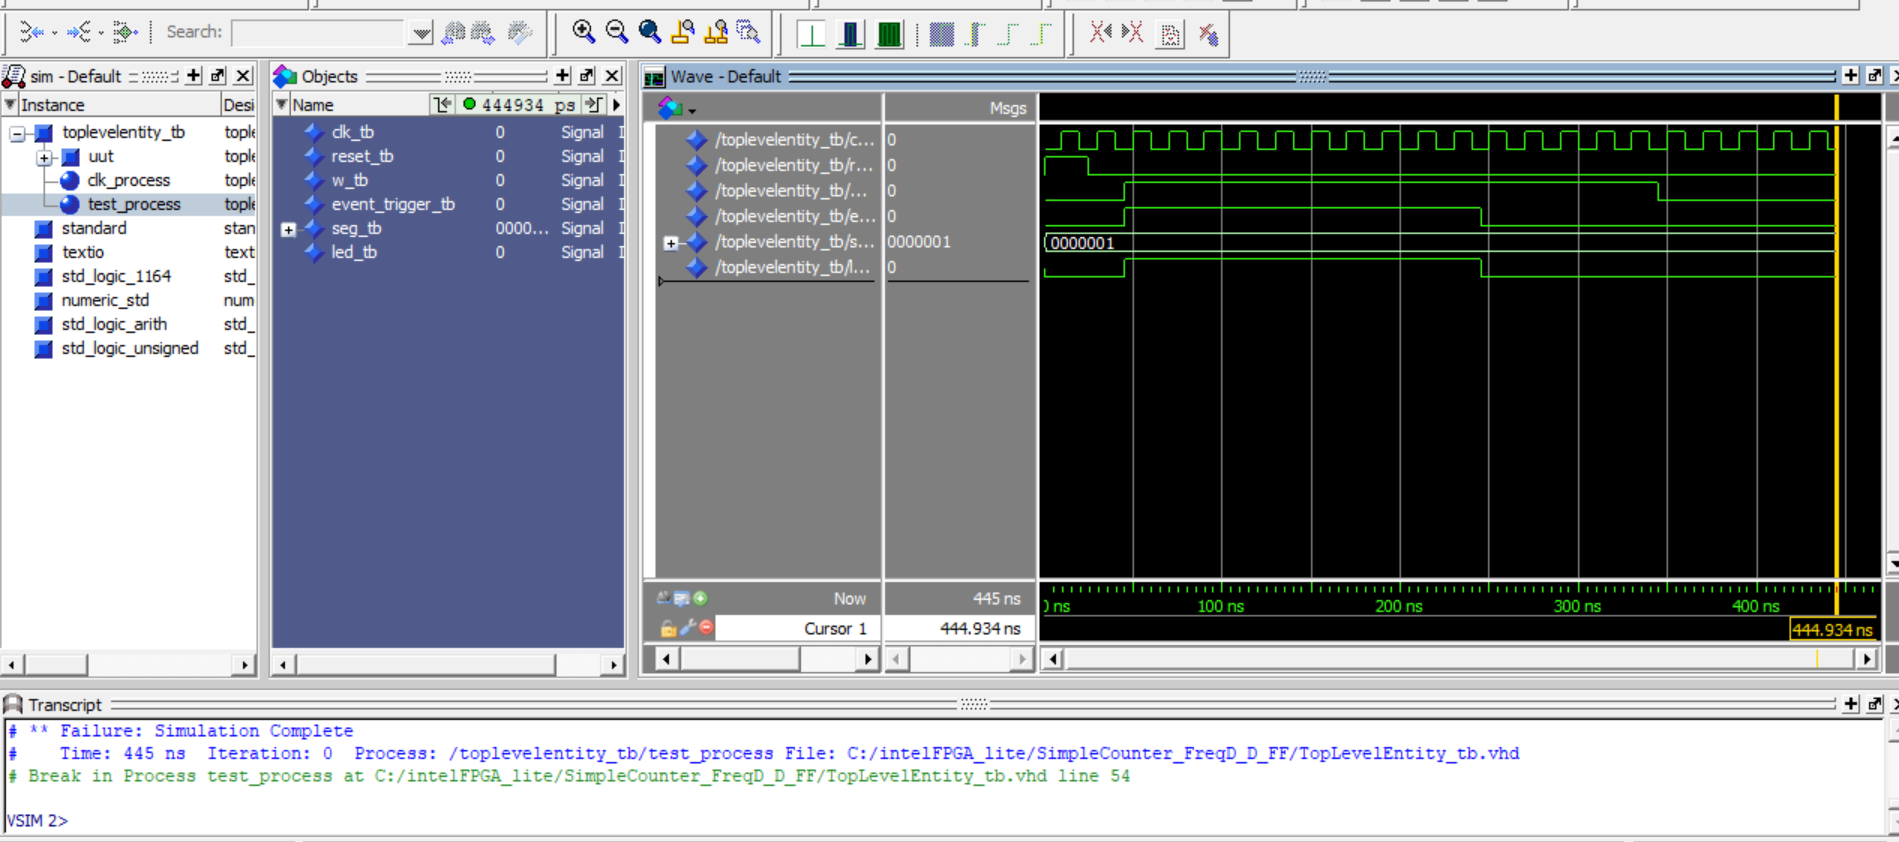 Search:
sim - Default
Instance
Desi
toplevelentity_tb
tople
uut
tople
clk_process
tople
test_process
tople
standard
stan
textio
text
std_logic_1164
std_
numeric_std
num
std_logic_arith
std_
std_logic_unsigned
std_
Objects
Name
444934 ps
clk_tb
0
Signal
I
reset_tb
0
Signal
I
w_tb
0
Signal
I
event_trigger_tb
0
Signal
I
seg_tb
0000...
Signal
I
led_tb
0
Signal
I
Wave - Default
Msgs
/toplevelentity_tb/c...
0
/toplevelentity_tb/r...
0
/toplevelentity_tb/...
0
/toplevelentity_tb/e...
0
/toplevelentity_tb/s...
0000001
0000001
/toplevelentity_tb/l...
0
Now
445 ns
ns
100 ns
200 ns
300 ns
400 ns
Cursor 1
444.934 ns
444.934 ns
Transcript
# ** Failure: Simulation Complete
#    Time: 445 ns  Iteration: 0  Process: /toplevelentity_tb/test_process File: C:/intelFPGA_lite/SimpleCounter_FreqD_D_FF/TopLevelEntity_tb.vhd
# Break in Process test_process at C:/intelFPGA_lite/SimpleCounter_FreqD_D_FF/TopLevelEntity_tb.vhd line 54
VSIM 2>